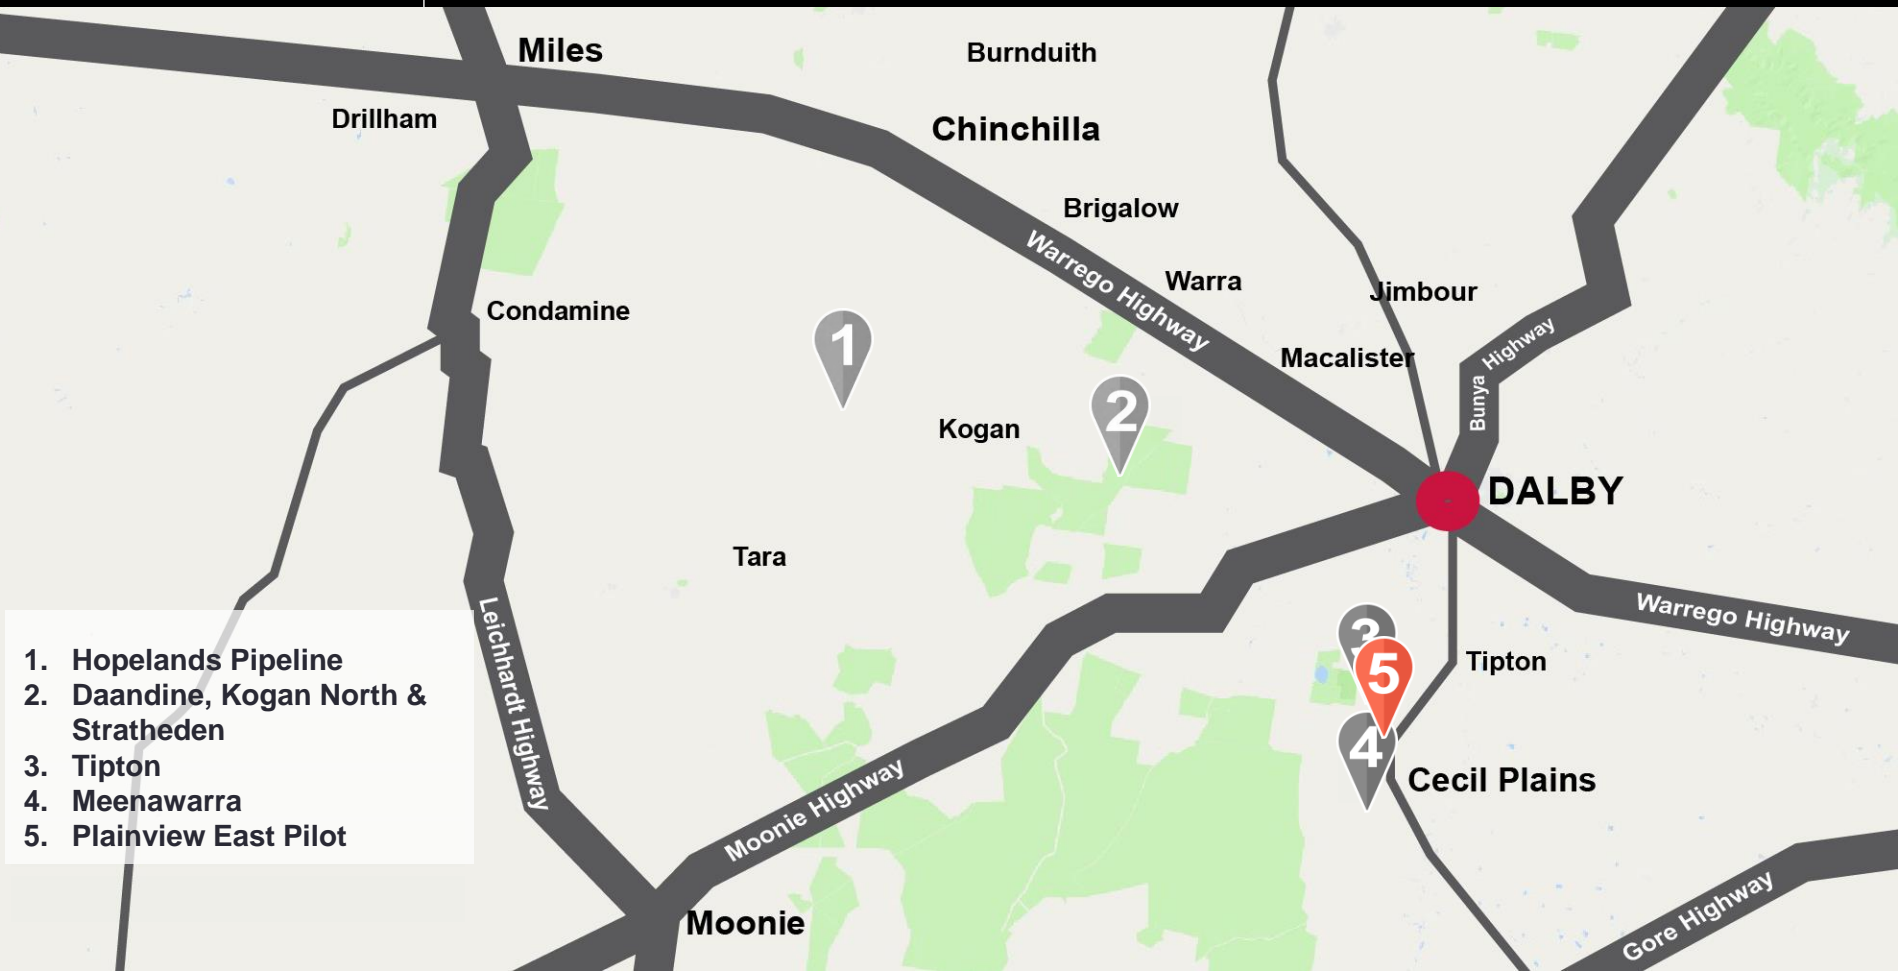 Miles
Burnduith
Drillham
Chinchilla
Brigalow
Warrego Highway
Warra
Jimbour
Condamine
1
Highway
Macalister
Bunya
2
Kogan
DALBY
Tara
Warrego Highway
3
Tipton
5
4
Leichhardt Highway
1. Hopelands Pipeline
2. Daandine, Kogan North &
Stratheden
3. Tipton
4. Meenawarra
5. Plainview East Pilot
Cecil Plains
Moonie Highway
Moonie
Gore Highway